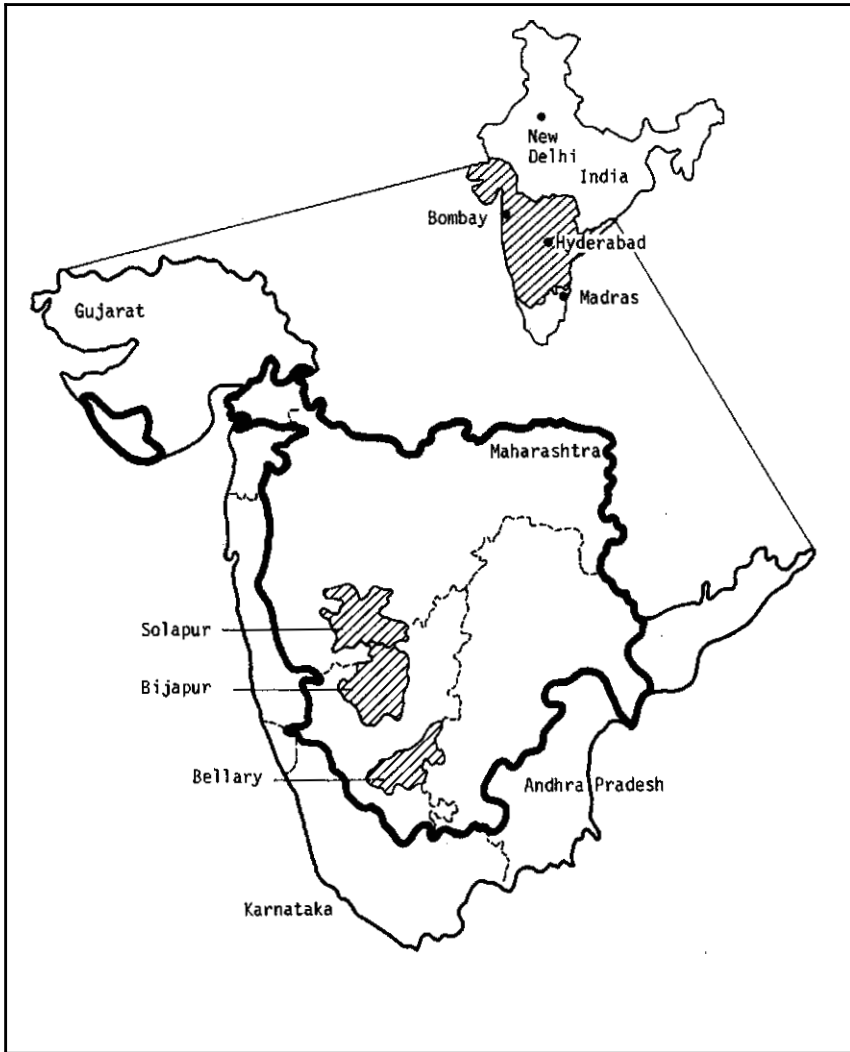 New
Delhi
India
Bombay
Hyderabad
Madras
Gujarat
Maharashtra
Solapur
Bijapur
Bellary
Andhra Pradesh
Karnataka